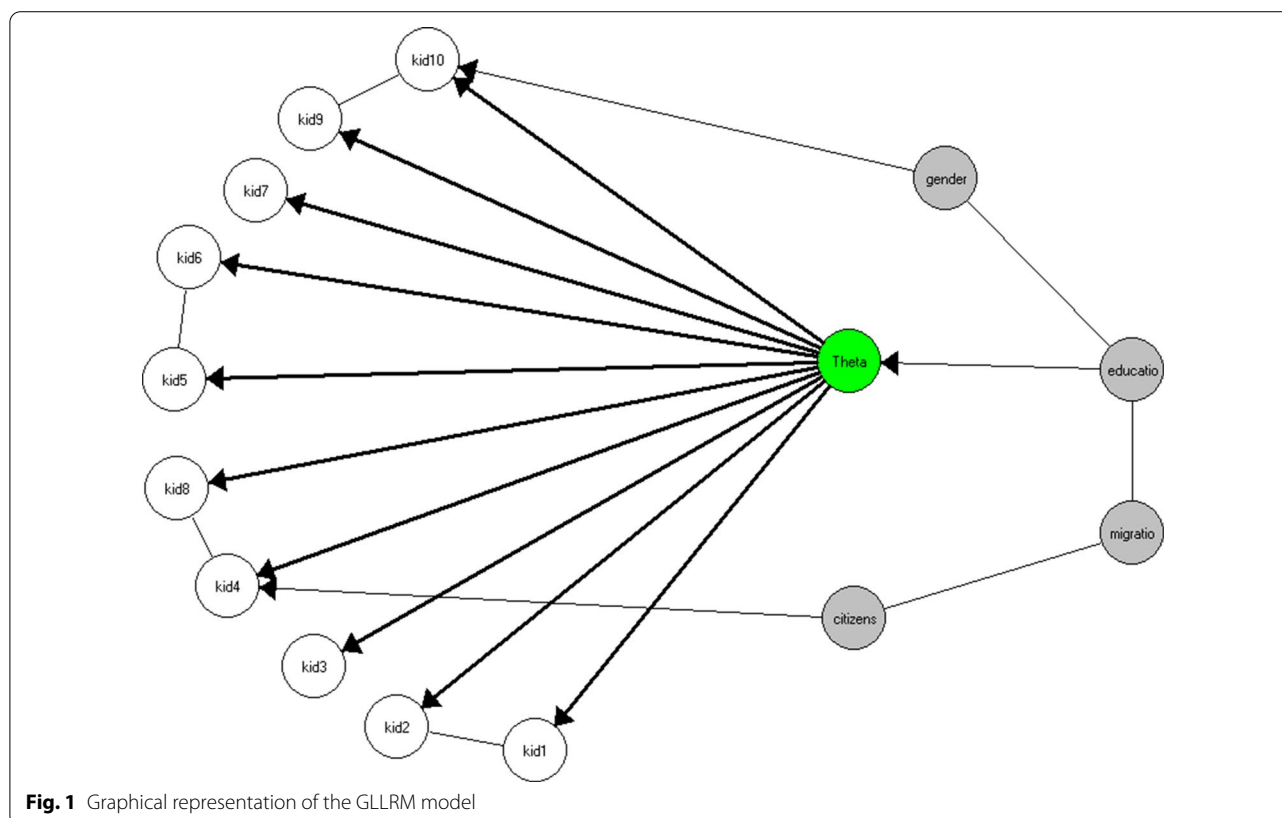 kid10
kid9
kid7
gender
kid6
Theta
educatio
kid5
kid8
migratio
kid4
citizens
kid3
kid2
kid1
Fig. 1 Graphical representation of the GLLRM model